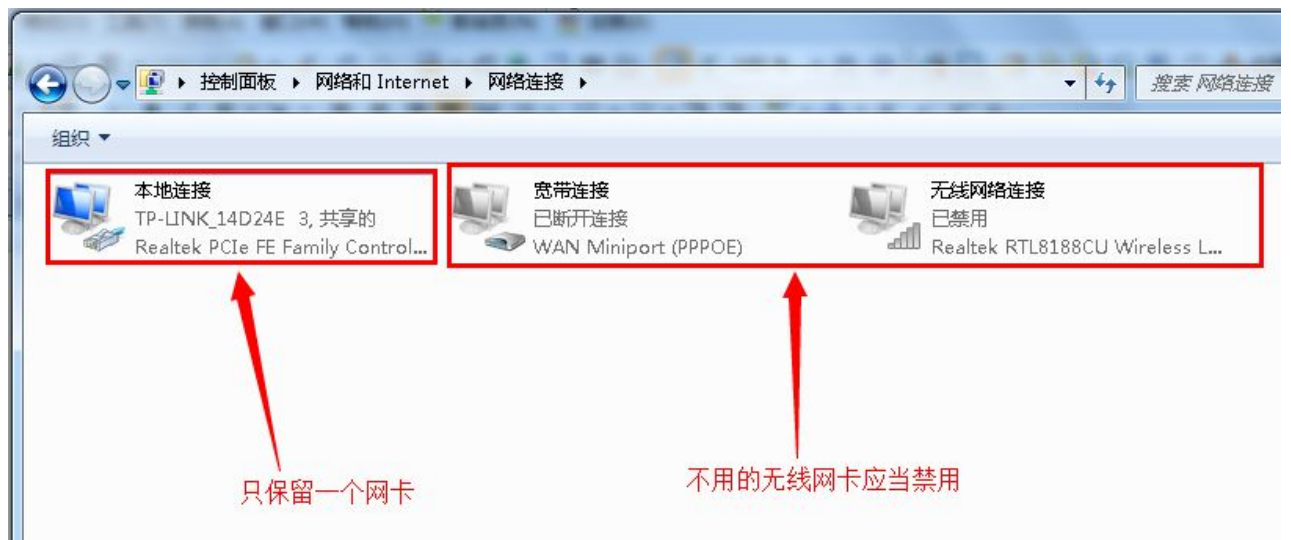 控制面板 ▸ 网络和 Internet ▸ 网络连接 ▸
搜索 网络连接
组织
本地连接
TP-LINK_14D24E 3, 共享的
Realtek PCIe FE Family Control...
宽带连接
已断开连接
WAN Miniport (PPPOE)
无线网络连接
已禁用
Realtek RTL8188CU Wireless L...
只保留一个网卡
不用的无线网卡应当禁用